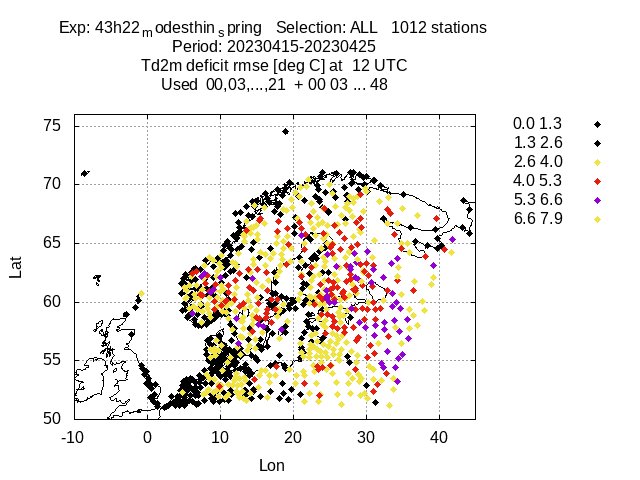 Exp: 43h22modesthinspring   Selection: ALL   1012 stations
Period: 20230415-20230425
Td2m deficit rmse [deg C] at  12 UTC
Used  00,03,...,21  + 00 03 ... 48
0.0 1.3
1.3 2.6
2.6 4.0
4.0 5.3
5.3 6.6
6.6 7.9
75
70
65
60
55
50
Lat
-10 0 10 20 30 40
Lon